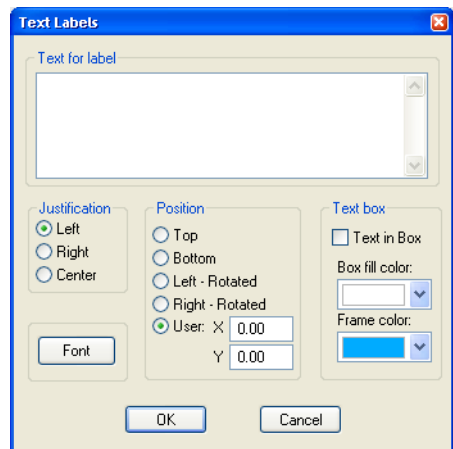 Text Labels
Text for label
Justification
Left
Right
Center
Font
Position
Top
Bottom
Left - Rotated
Right - Rotated
User: X 0.00
Y 0.00
Text box
Text in Box
Box fill color:
Frame color:
OK
Cancel